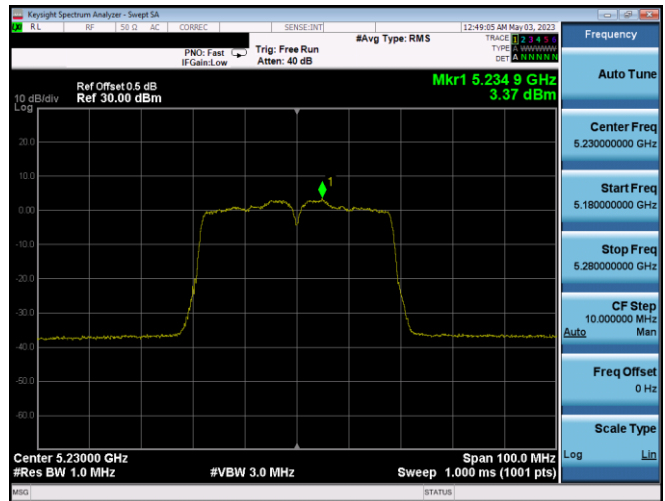 Keysight Spectrum Analyzer - Swept SA
RL RF 50 Ω AC CORREC SENSE:INT 12:49:05 AM May 03, 2023
#Avg Type: RMS TRACE 1 2 3 4 5 6
PNO: Fast Trig: Free Run TYPE A WWWWW
IFGain:Low Atten: 40 dB DET A N N N N N
Mkr1 5.234 9 GHz
Ref Offset 0.5 dB
10 dB/div Ref 30.00 dBm 3.37 dBm
Log
20.0
10.0
1
0.00
-10.0
-20.0
-30.0
-40.0
-50.0
-60.0
Center 5.23000 GHz Span 100.0 MHz
#Res BW 1.0 MHz #VBW 3.0 MHz Sweep 1.000 ms (1001 pts)
MSG STATUS
Frequency
Auto Tune
Center Freq
5.230000000 GHz
Start Freq
5.180000000 GHz
Stop Freq
5.280000000 GHz
CF Step
10.000000 MHz
Auto Man
Freq Offset
0 Hz
Scale Type
Log Lin